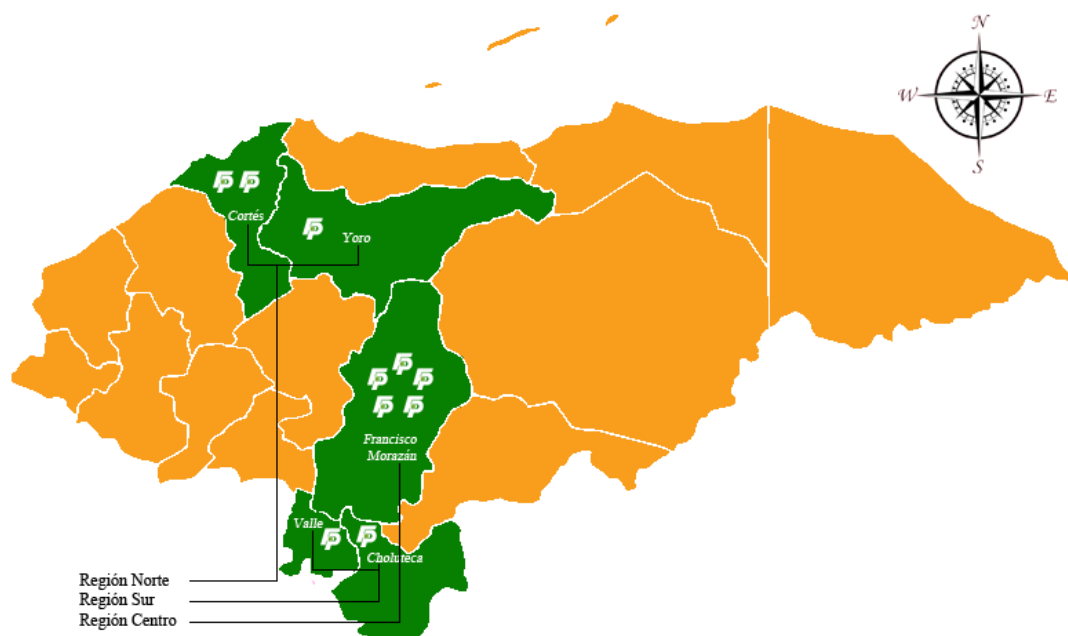 N
W
E
S
Cortés
Yoro
Francisco
Morazán
Valle
Choluteca
Región Norte
Región Sur
Región Centro